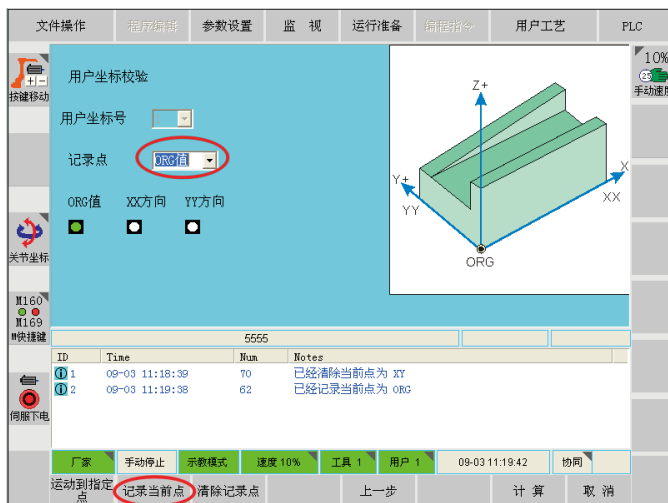 文件操作 程序编辑 参数设置 监 视 运行准备 编程指令 用户工艺 PLC
按键移动
10%
手动速度
用户坐标校验
用户坐标号
记录点 ORG值
ORG值 XX方向 YY方向
Z+
Y+
YY
X
XX
ORG
关节坐标
M160
M169
M快捷键
5555
ID Time Num Notes
1 09-03 11:18:39 70 已经清除当前点为 XY
2 09-03 11:19:38 62 已经记录当前点为 ORG
伺服下电
厂家 手动停止 示教模式 速度 10% 工具 1 用户 1 09-03 11:19:42 协同
运动到指定点 记录当前点 清除记录点 上一步 计 算 取 消